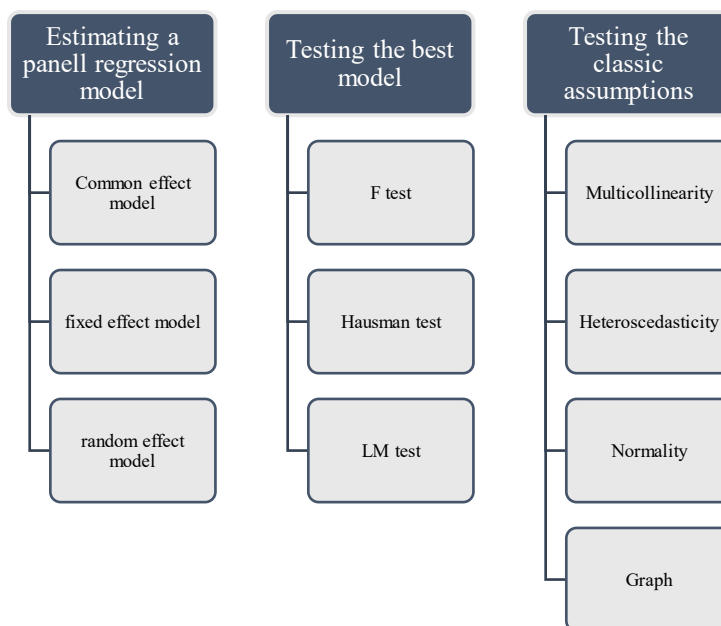 Estimating a
panell regression
model
Common effect
model
fixed effect model
random effect
model
Testing the best
model
F test
Hausman test
LM test
Testing the
classic
assumptions
Multicollinearity
Heteroscedasticity
Normality
Graph